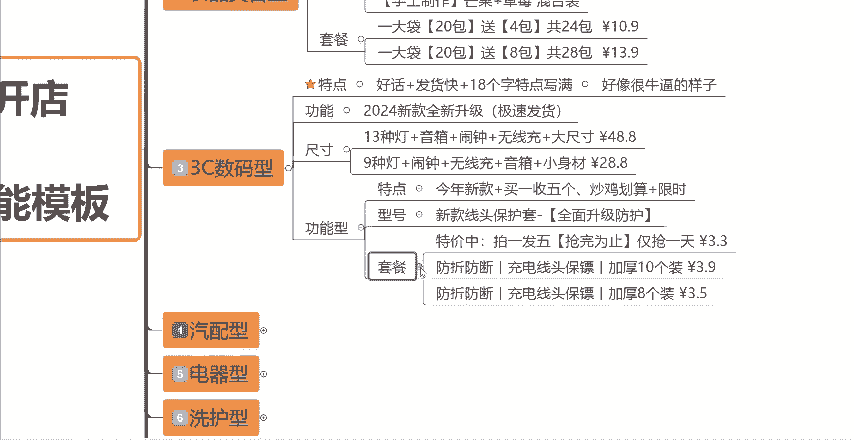 套餐
一大袋【20包】送【4包】共24包 ¥10.9
一大袋【20包】送【8包】共28包 ¥13.9
开店
能模板
3 3C数码型
特点
好话+发货快+18个字特点写满
好像很牛逼的样子
功能
2024新款全新升级（极速发货）
尺寸
13种灯+音箱+闹钟+无线充+大尺寸 ¥48.8
9种灯+闹钟+无线充+音箱+小身材 ¥28.8
功能型
特点
今年新款+买一收五个、炒鸡划算+限时
型号
新款线头保护套-【全面升级防护】
套餐
特价中：拍一发五【抢完为止】仅抢一天 ¥3.3
防折防断丨充电线头保镖丨加厚10个装 ¥3.9
防折防断丨充电线头保镖丨加厚8个装 ¥3.5
4 汽配型
5 电器型
6 洗护型